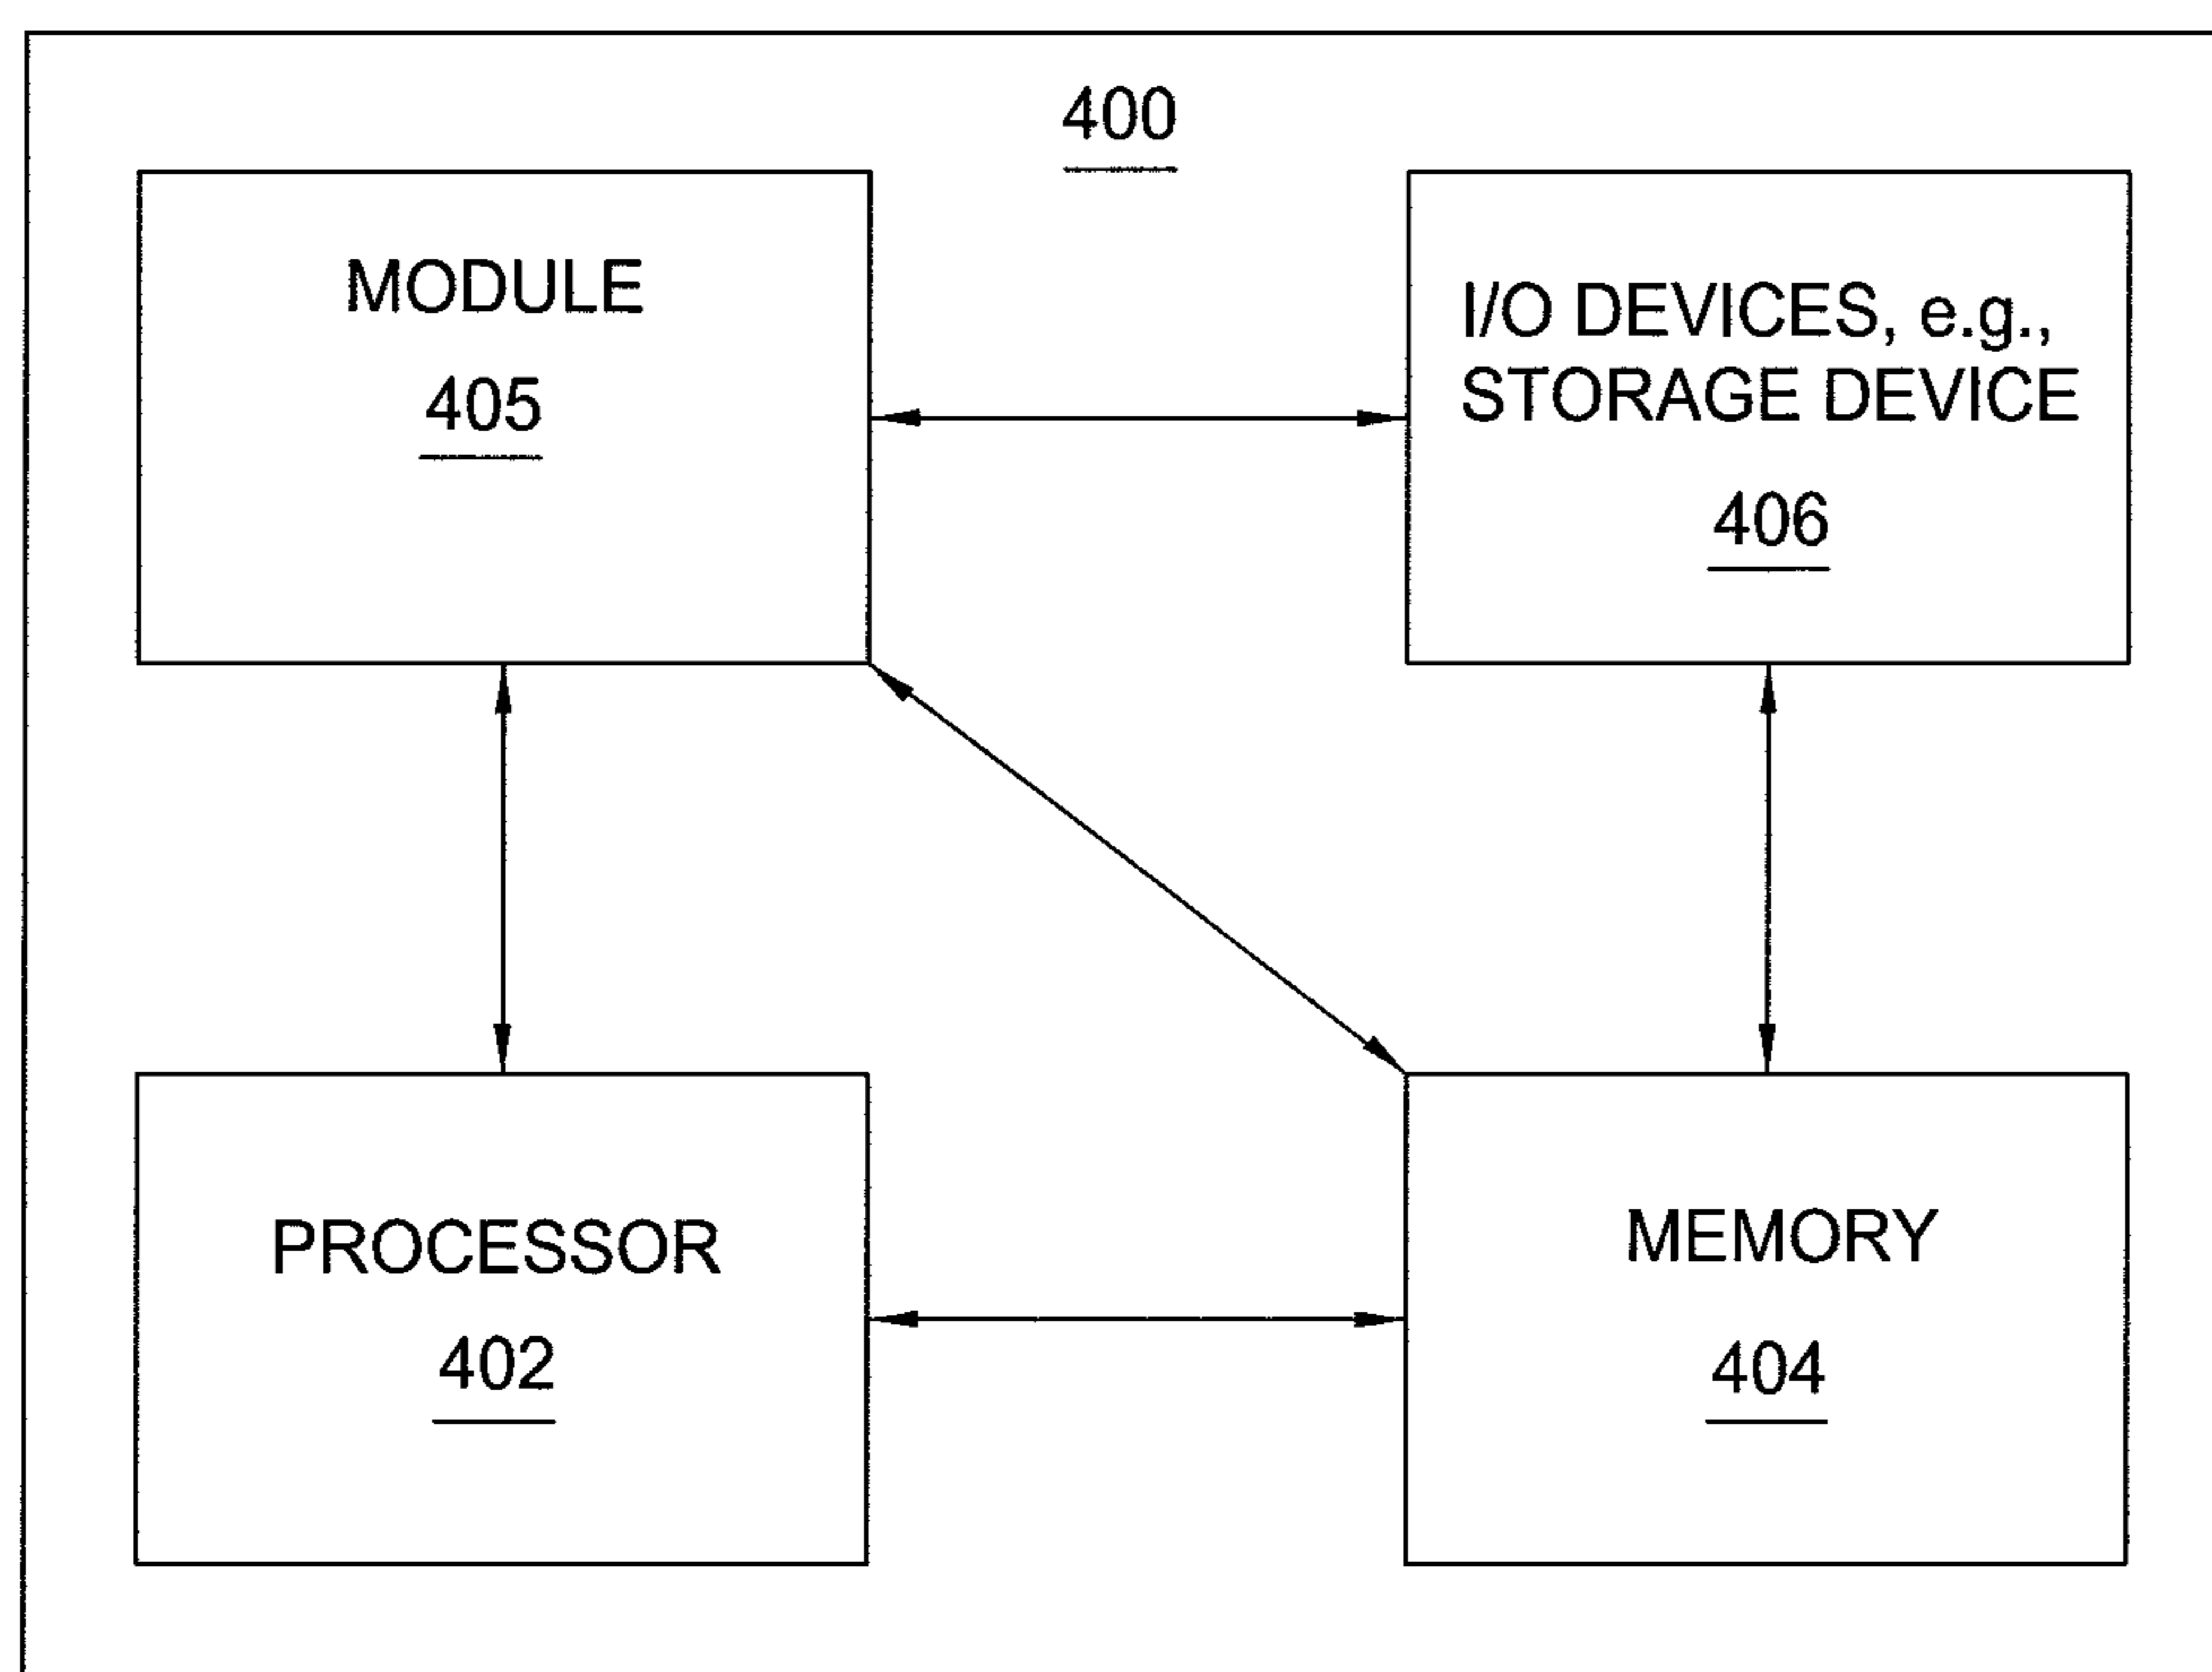 400
MODULE
405
I/O DEVICES, e.g.,
STORAGE DEVICE
406
PROCESSOR
402
MEMORY
404